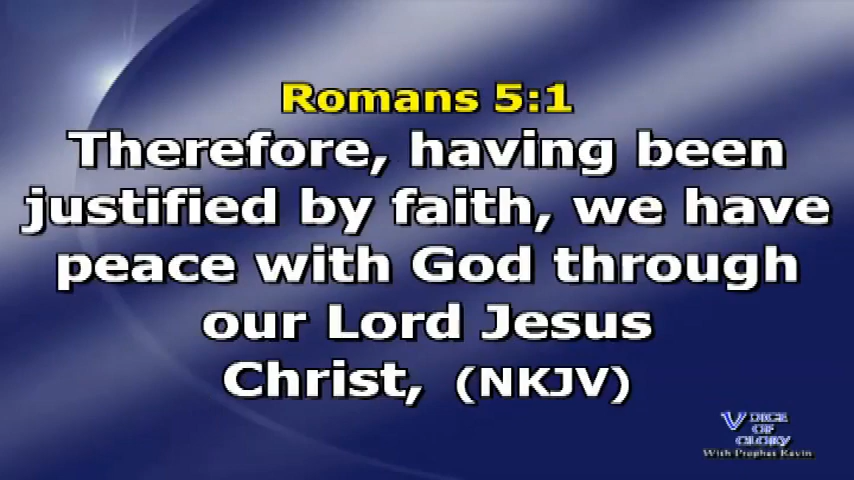 Romans 5:1
Therefore, having been
justified by faith, we have
peace with God through
our Lord Jesus
Christ, (NKJV)
VOICE
OF
GLORY
With Prophet Kevin